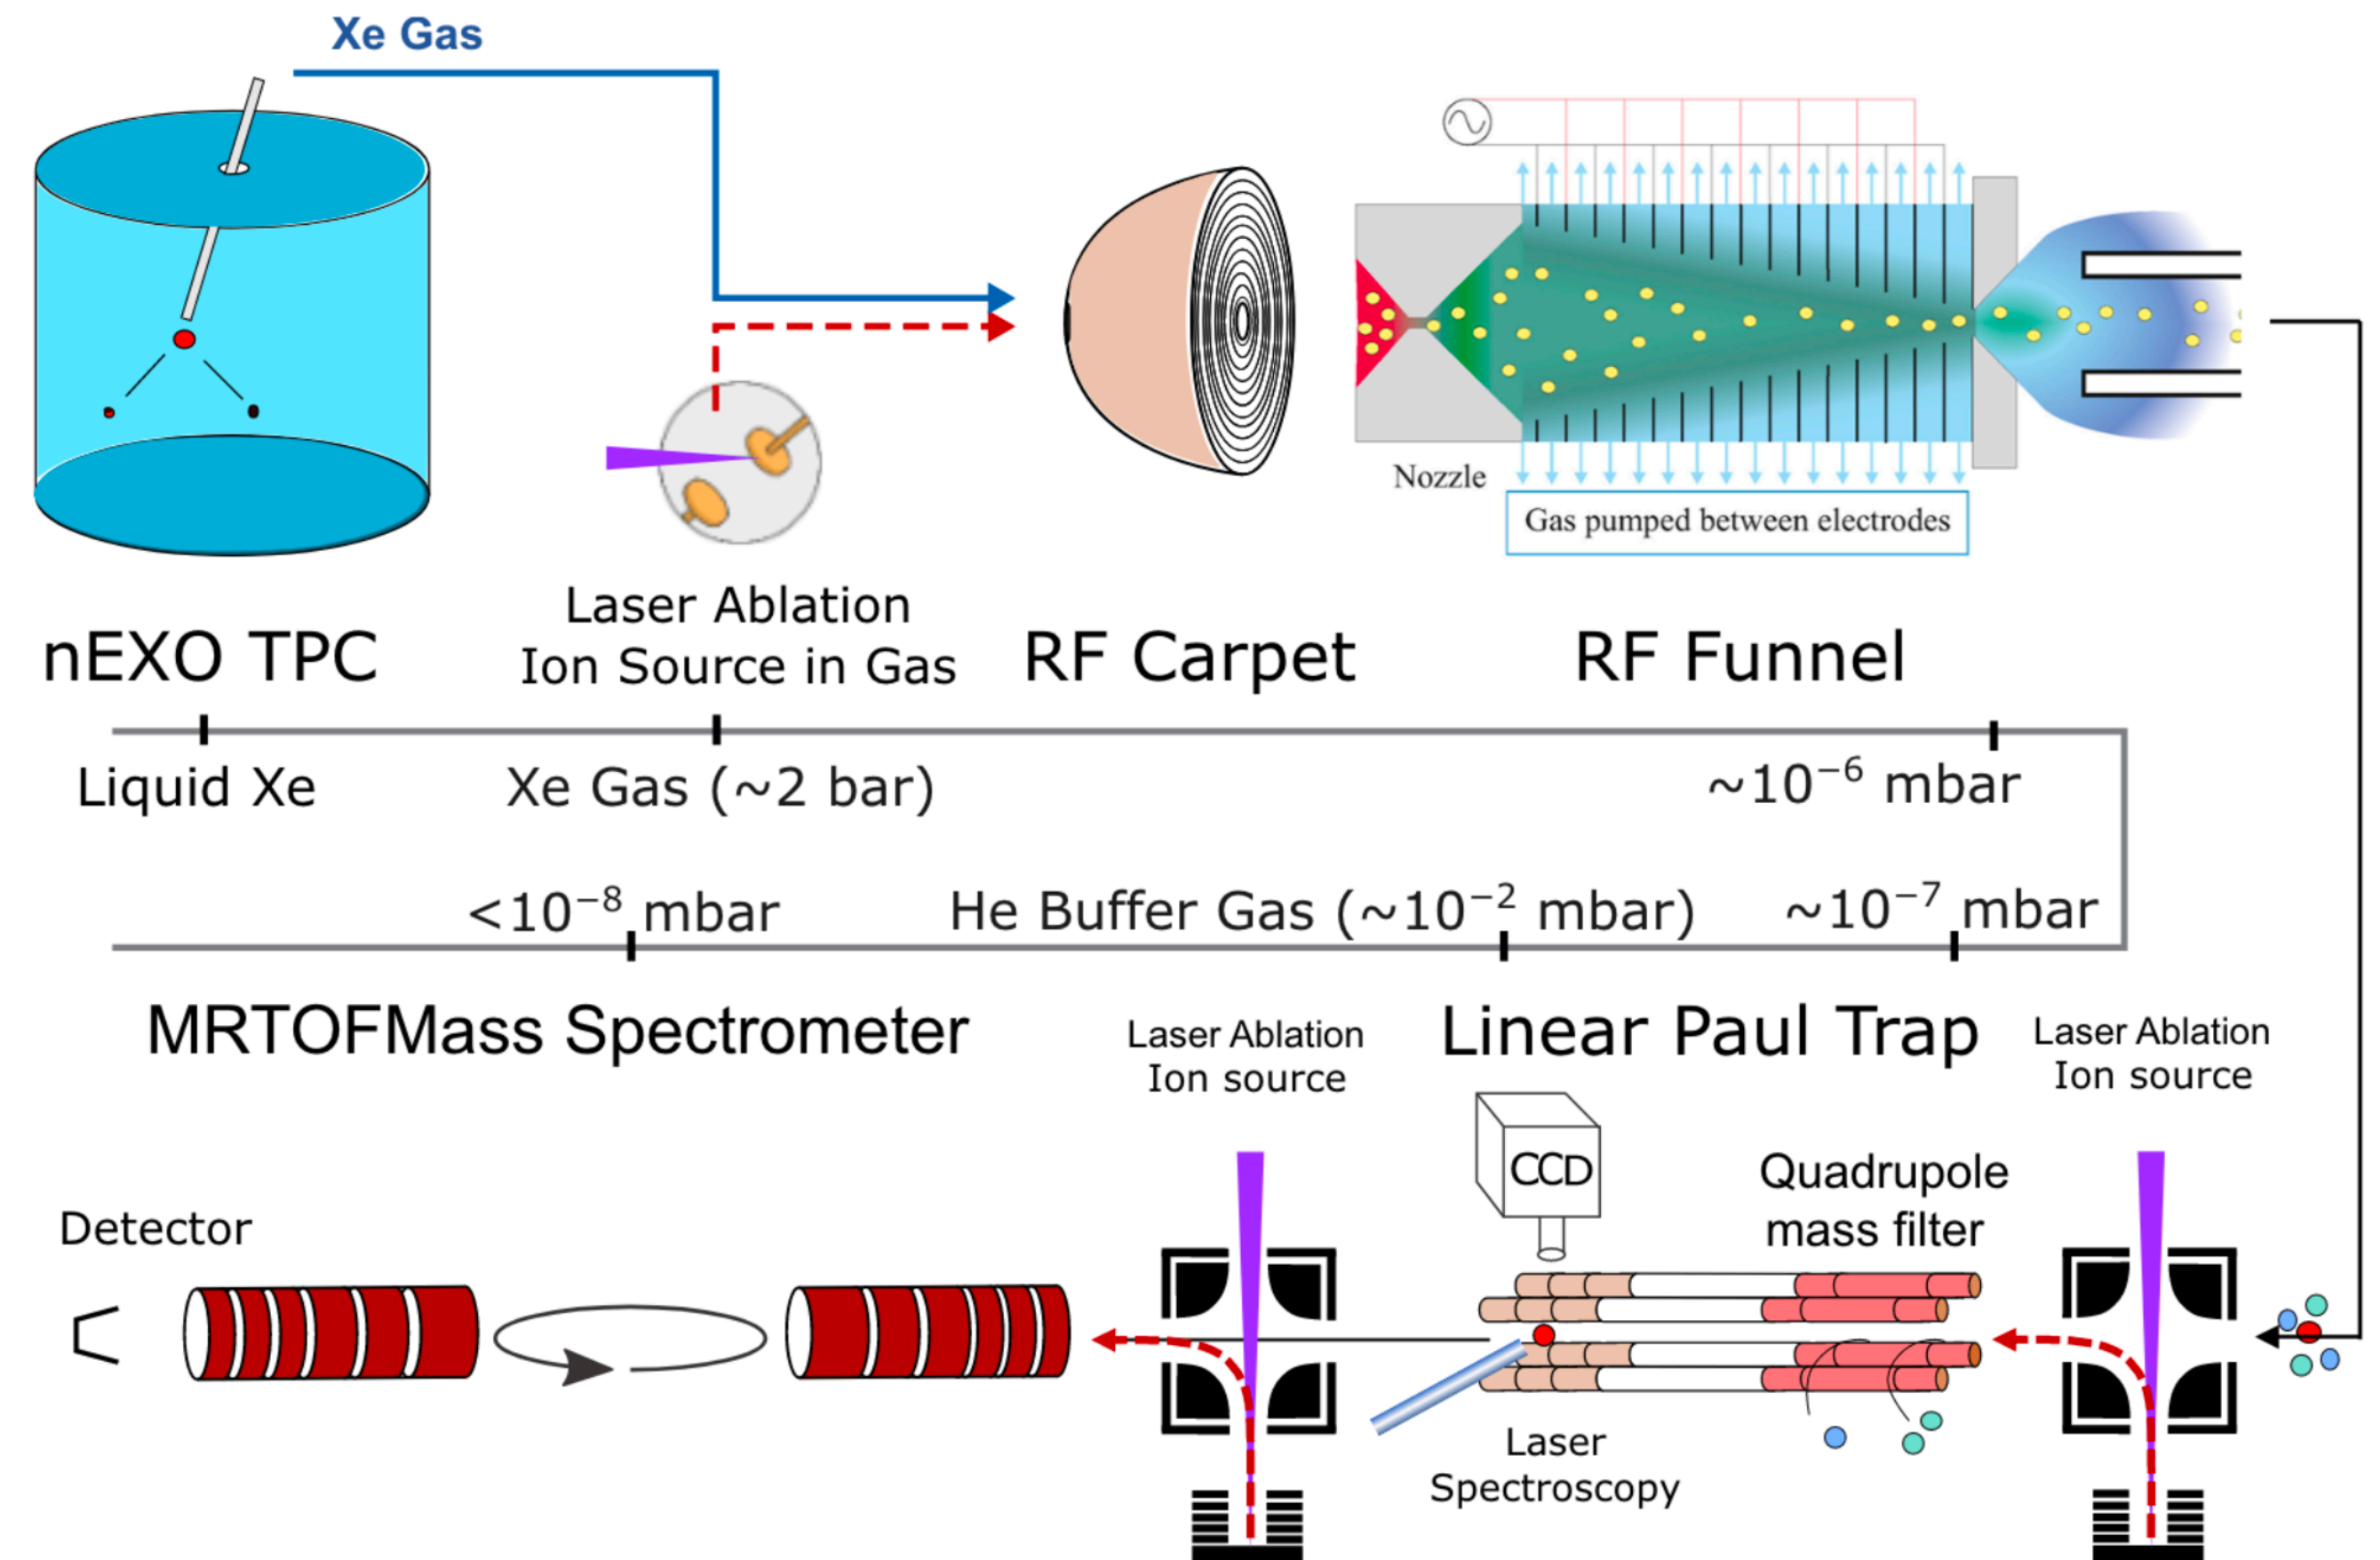 Xe Gas
Nozzle
Gas pumped between electrodes
nEXO TPC
Laser Ablation
Ion Source in Gas
RF Carpet
RF Funnel
Liquid Xe
Xe Gas (~2 bar)
~10⁻⁶ mbar
<10⁻⁸ mbar
He Buffer Gas (~10⁻² mbar)
~10⁻⁷ mbar
MRTOFMass Spectrometer
Laser Ablation
Ion source
Linear Paul Trap
Laser Ablation
Ion source
CCD
Quadrupole
mass filter
Detector
Laser
Spectroscopy